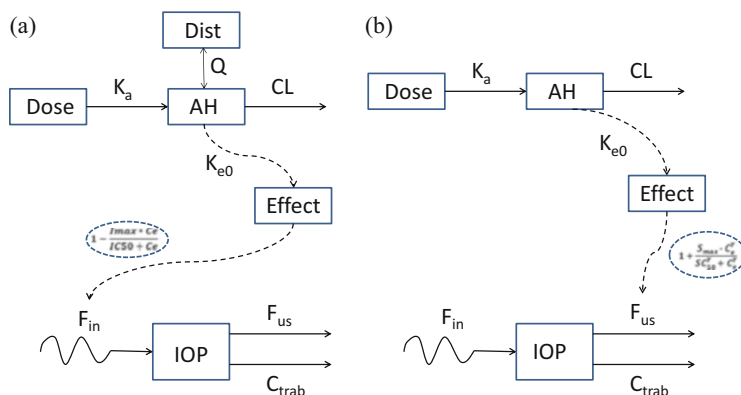 (a)
Dist
Q
Dose
Ka
AH
CL
Ke0
Effect
1 − Imax * Ce / IC50 + Ce
Fin
IOP
Fus
Ctrab
(b)
Dose
Ka
AH
CL
Ke0
Effect
1 + Smax · Ceγ / SC50γ + Ceγ
Fin
IOP
Fus
Ctrab